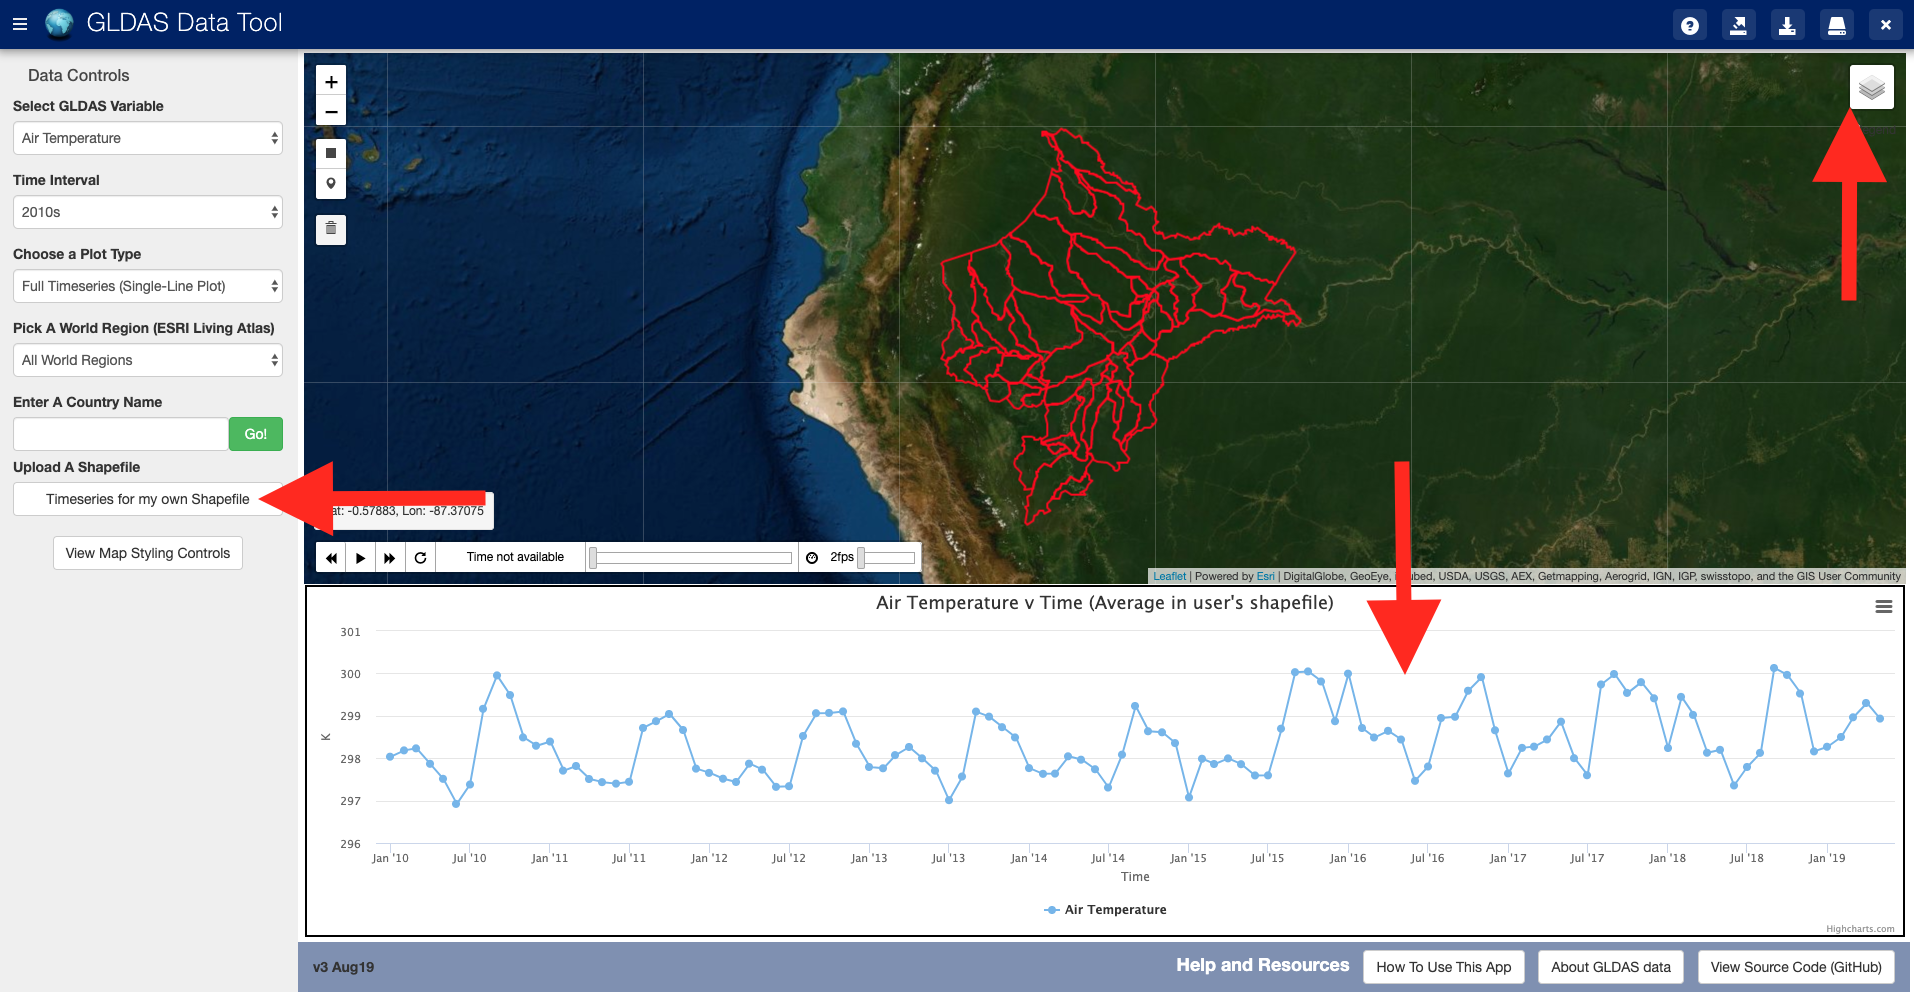 GLDAS Data Tool
Data Controls
Select GLDAS Variable
Air Temperature
Time Interval
2010s
Choose a Plot Type
Full Timeseries (Single-Line Plot)
Pick A World Region (ESRI Living Atlas)
All World Regions
Enter A Country Name
Go!
Upload A Shapefile
Timeseries for my own Shapefile
View Map Styling Controls
+
−
at: -0.57883, Lon: -87.37075
Time not available
2fps
Leaflet | Powered by Esri | DigitalGlobe, GeoEye, ubed, USDA, USGS, AEX, Getmapping, Aerogrid, IGN, IGP, swisstopo, and the GIS User Community
Air Temperature v Time (Average in user's shapefile)
301
300
299
298
297
296
K
Jan '10 Jul '10 Jan '11 Jul '11 Jan '12 Jul '12 Jan '13 Jul '13 Jan '14 Jul '14 Jan '15 Jul '15 Jan '16 Jul '16 Jan '17 Jul '17 Jan '18 Jul '18 Jan '19
Time
Air Temperature
Highcharts.com
v3 Aug19
Help and Resources
How To Use This App
About GLDAS data
View Source Code (GitHub)